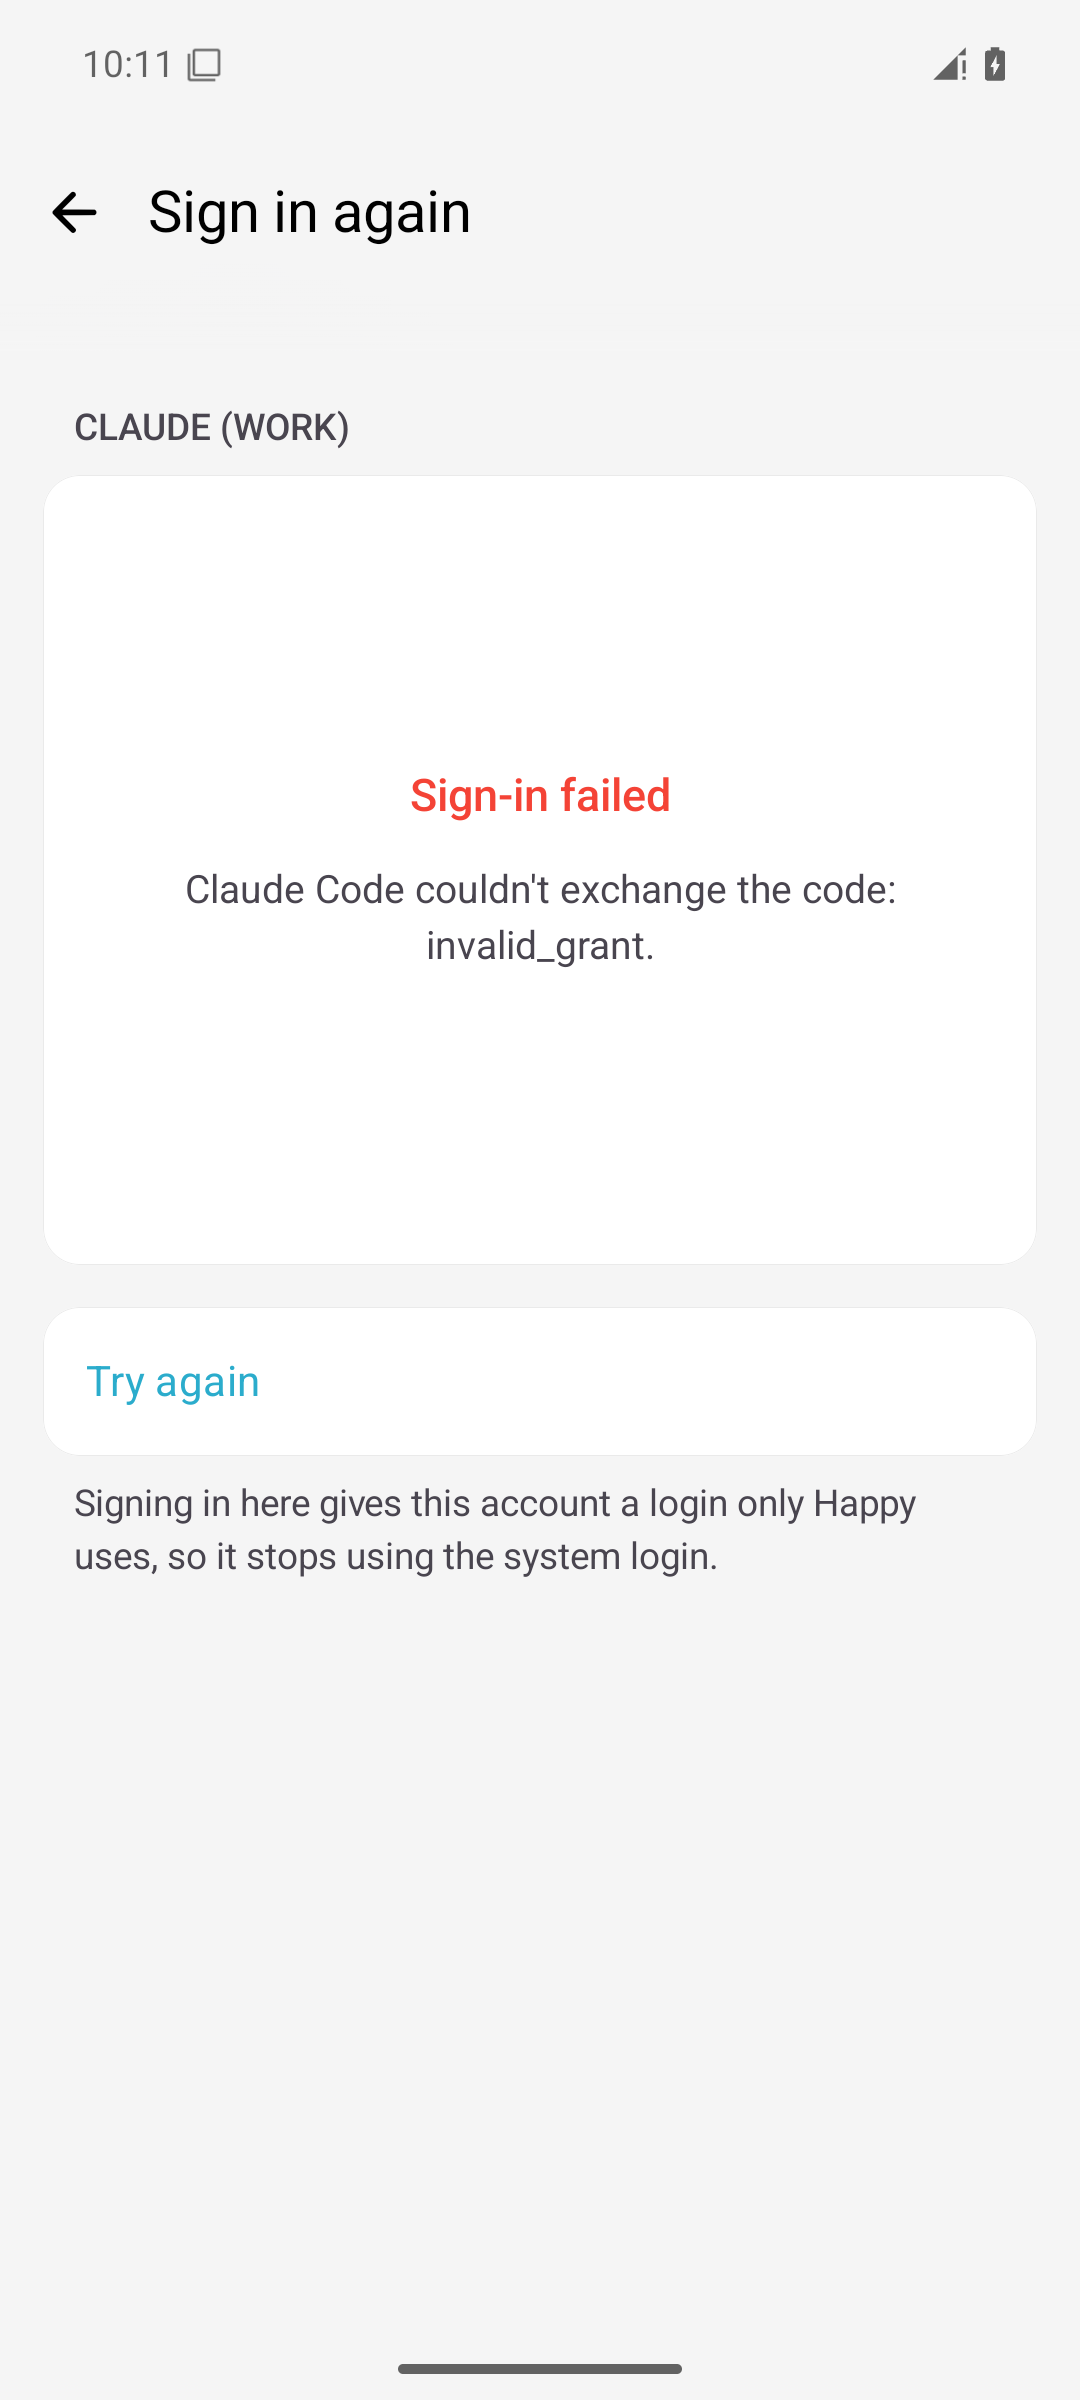 10:11
Sign in again
CLAUDE (WORK)
Sign-in failed
Claude Code couldn't exchange the code:
invalid_grant.
Try again
Signing in here gives this account a login only Happy
uses, so it stops using the system login.